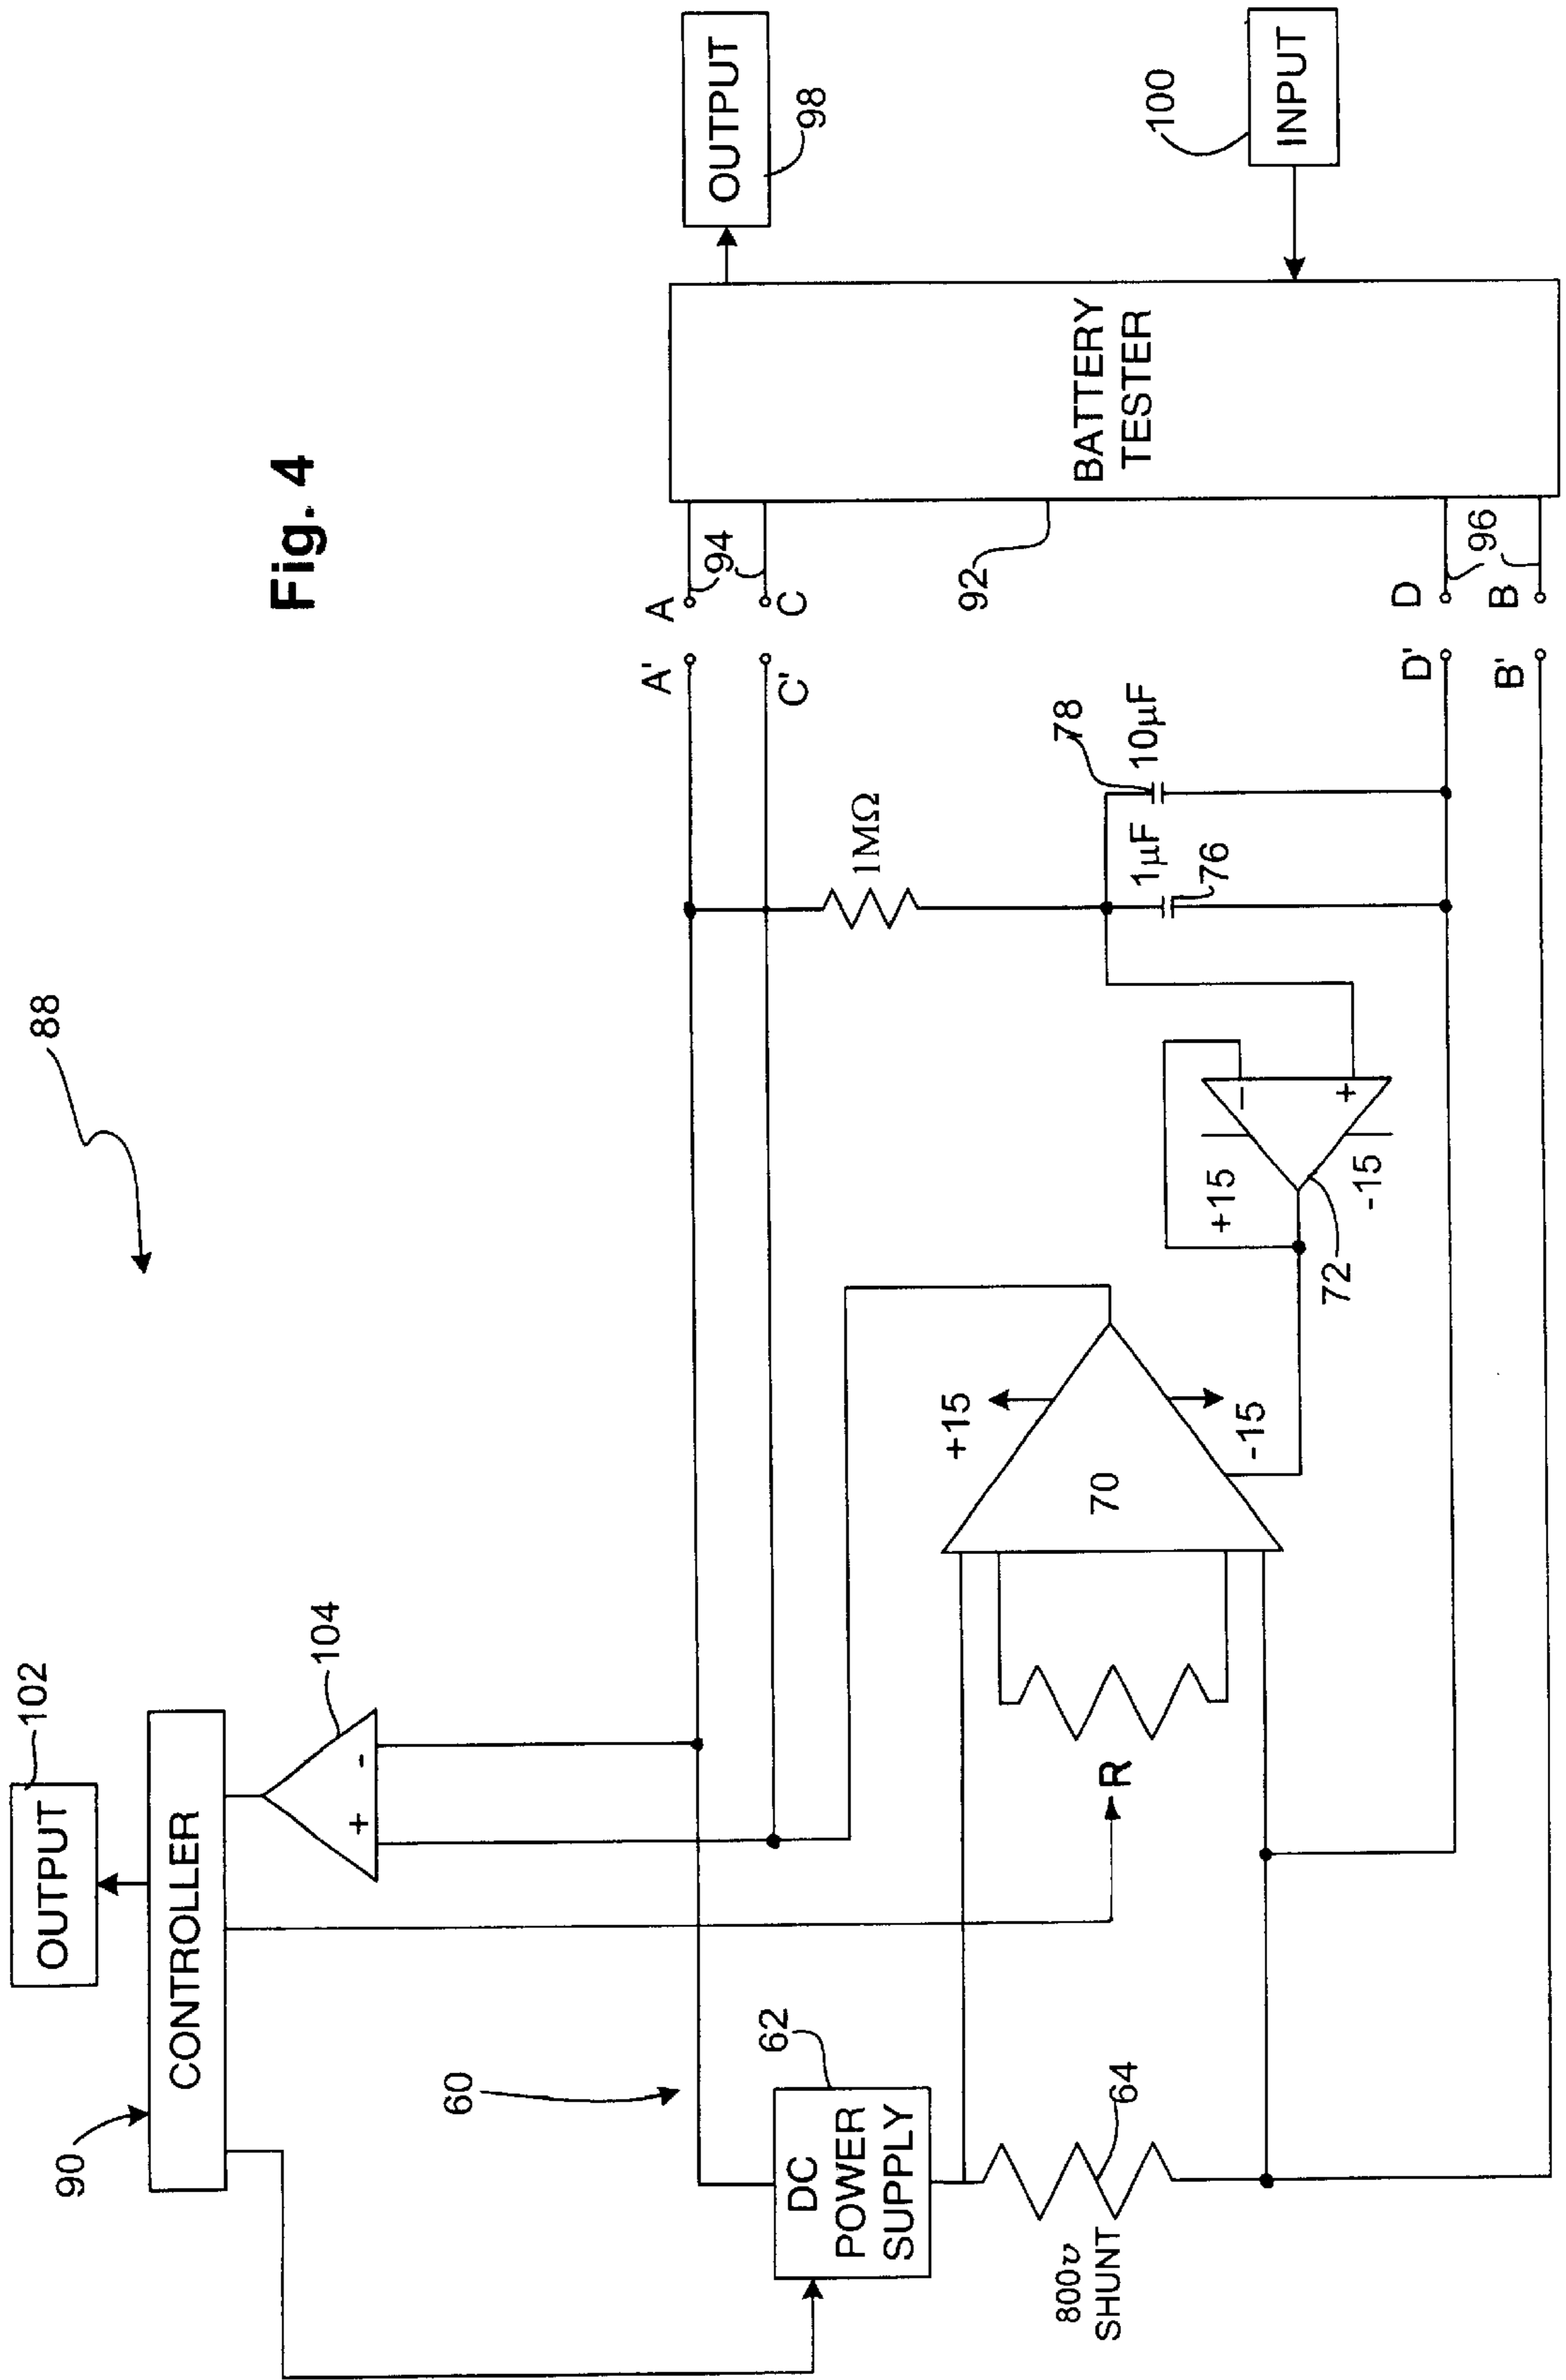 Fig. 4
88
102
OUTPUT
CONTROLLER
90
104
+
-
60
62
DC
POWER
SUPPLY
64
800℧
SHUNT
R
70
+15
-15
72
+15
-15
-
+
1MΩ
1µF
76
78
10µF
A'
A
C'
C
D'
D
B'
B
94
96
92
BATTERY
TESTER
OUTPUT
98
100
INPUT